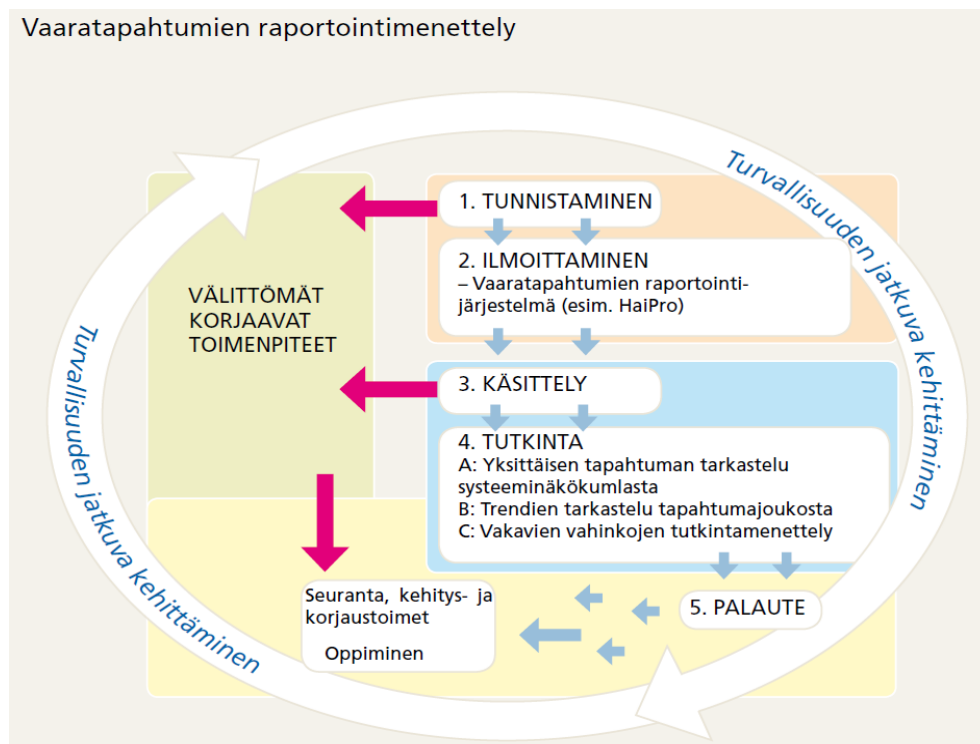 Vaaratapahtumien raportointimenettely
Turvallisuuden jatkuva kehittäminen
1. TUNNISTAMINEN
2. ILMOITTAMINEN
– Vaaratapahtumien raportointi-
järjestelmä (esim. HaiPro)
VÄLITTÖMÄT
KORJAAVAT
TOIMENPITEET
3. KÄSITTELY
4. TUTKINTA
A: Yksittäisen tapahtuman tarkastelu
systeeminäkökumlasta
B: Trendien tarkastelu tapahtumajoukosta
C: Vakavien vahinkojen tutkintamenettely
5. PALAUTE
Seuranta, kehitys- ja
korjaustoimet
Oppiminen
Turvallisuuden jatkuva kehittäminen